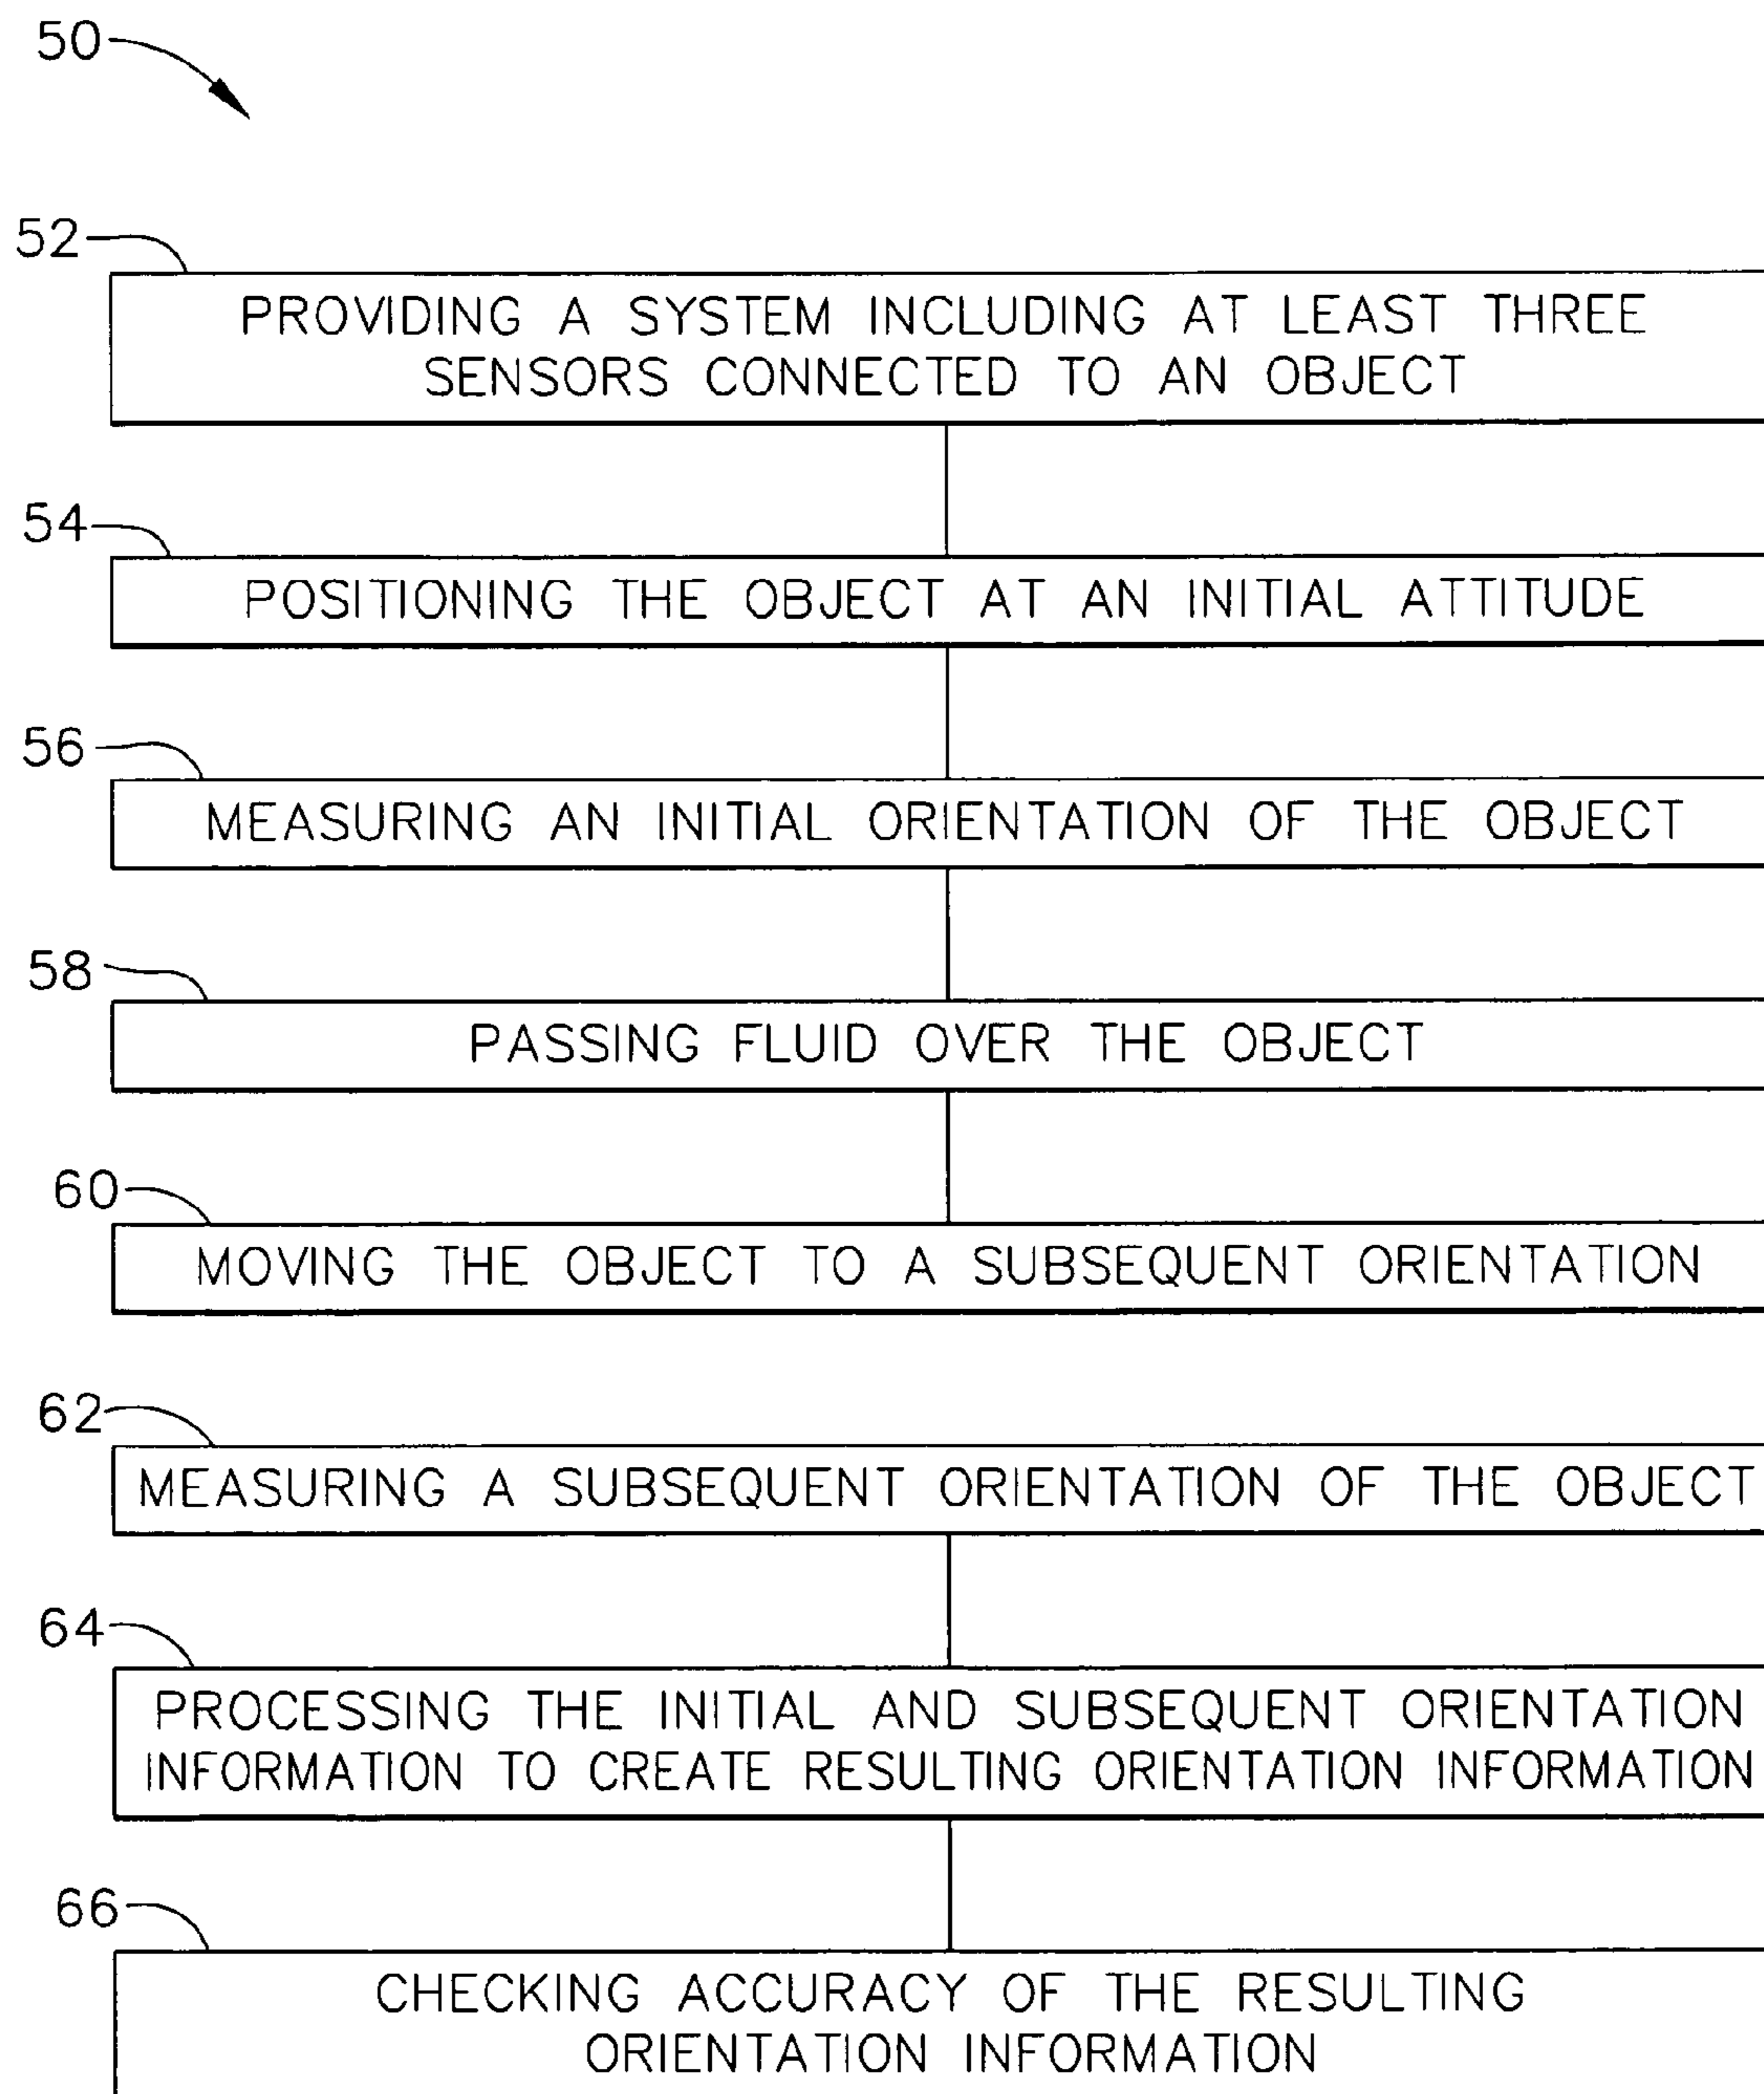 50
52
PROVIDING A SYSTEM INCLUDING AT LEAST THREE
SENSORS CONNECTED TO AN OBJECT
54
POSITIONING THE OBJECT AT AN INITIAL ATTITUDE
56
MEASURING AN INITIAL ORIENTATION OF THE OBJECT
58
PASSING FLUID OVER THE OBJECT
60
MOVING THE OBJECT TO A SUBSEQUENT ORIENTATION
62
MEASURING A SUBSEQUENT ORIENTATION OF THE OBJECT
64
PROCESSING THE INITIAL AND SUBSEQUENT ORIENTATION
INFORMATION TO CREATE RESULTING ORIENTATION INFORMATION
66
CHECKING ACCURACY OF THE RESULTING
ORIENTATION INFORMATION